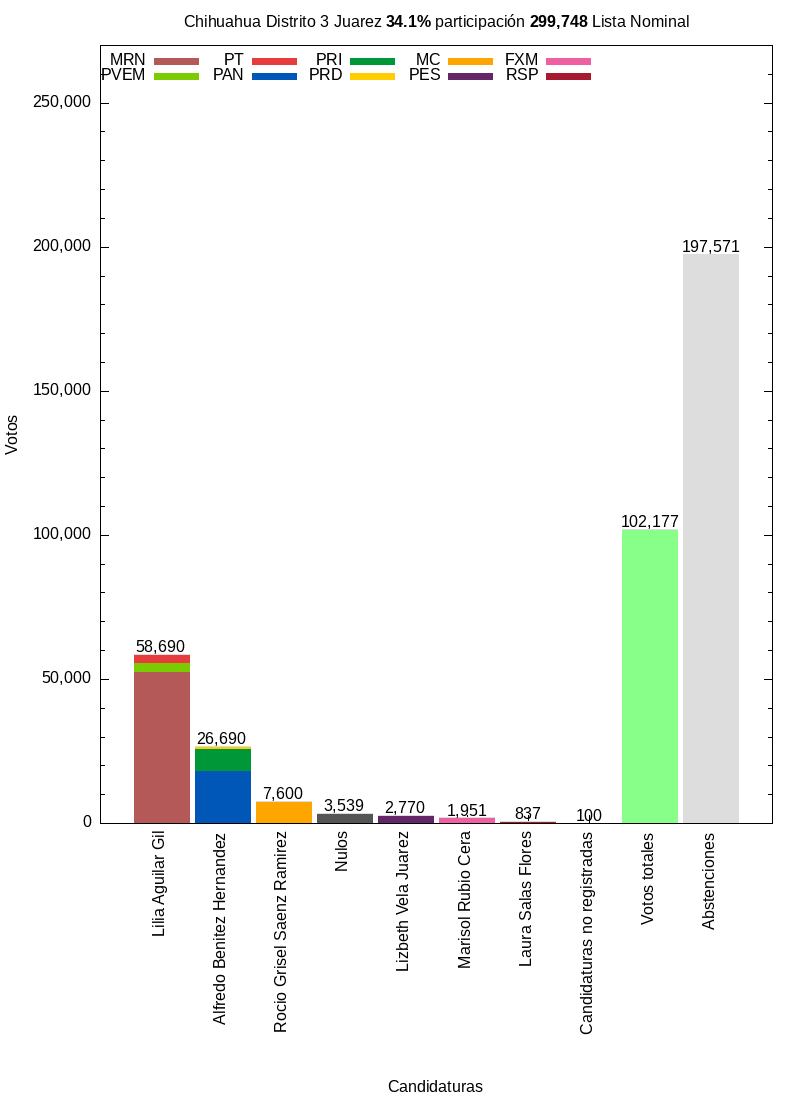 Chihuahua Distrito 3 Juarez 34.1% participación 299,748 Lista Nominal
MRN PT PRI MC FXM
PVEM PAN PRD PES RSP
Votos
250,000
200,000
150,000
100,000
50,000
0
58,690
26,690
7,600
3,539
2,770
1,951
837
100
102,177
197,571
Lilia Aguilar Gil
Alfredo Benitez Hernandez
Rocio Grisel Saenz Ramirez
Nulos
Lizbeth Vela Juarez
Marisol Rubio Cera
Laura Salas Flores
Candidaturas no registradas
Votos totales
Abstenciones
Candidaturas